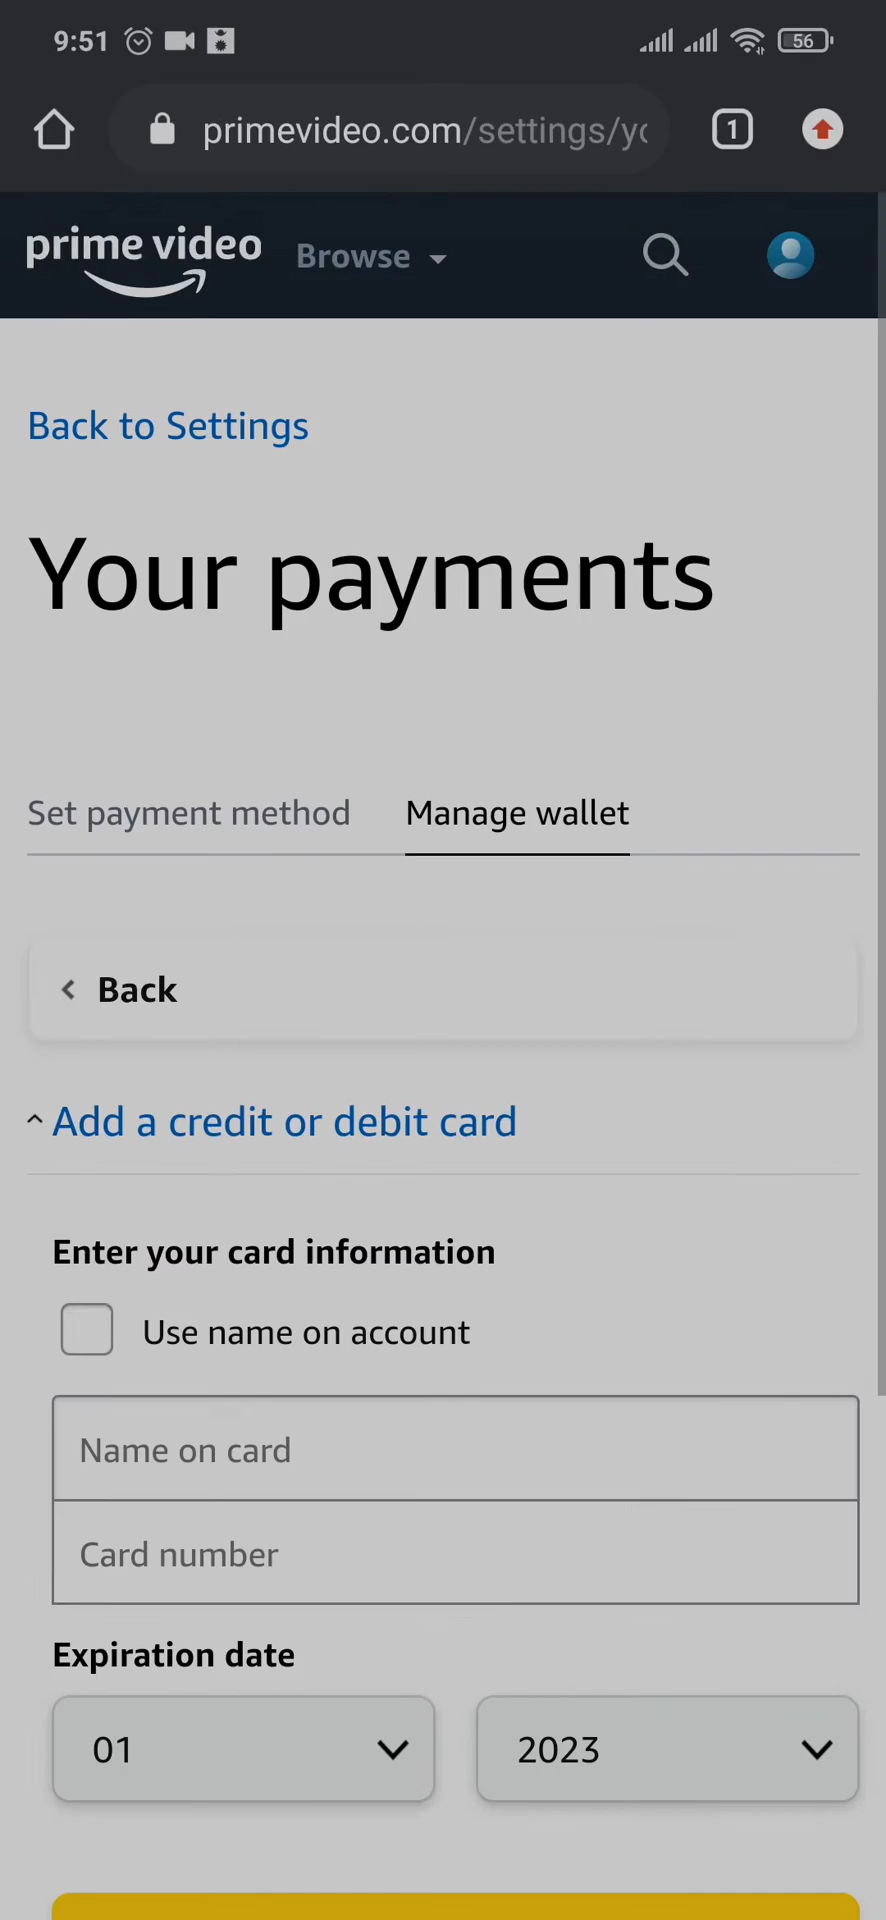 9:51
56
primevideo.com/settings/yo
1
prime video
Browse
Back to Settings
Your payments
Set payment method
Manage wallet
Back
Add a credit or debit card
Enter your card information
Use name on account
Name on card
Card number
Expiration date
01
2023